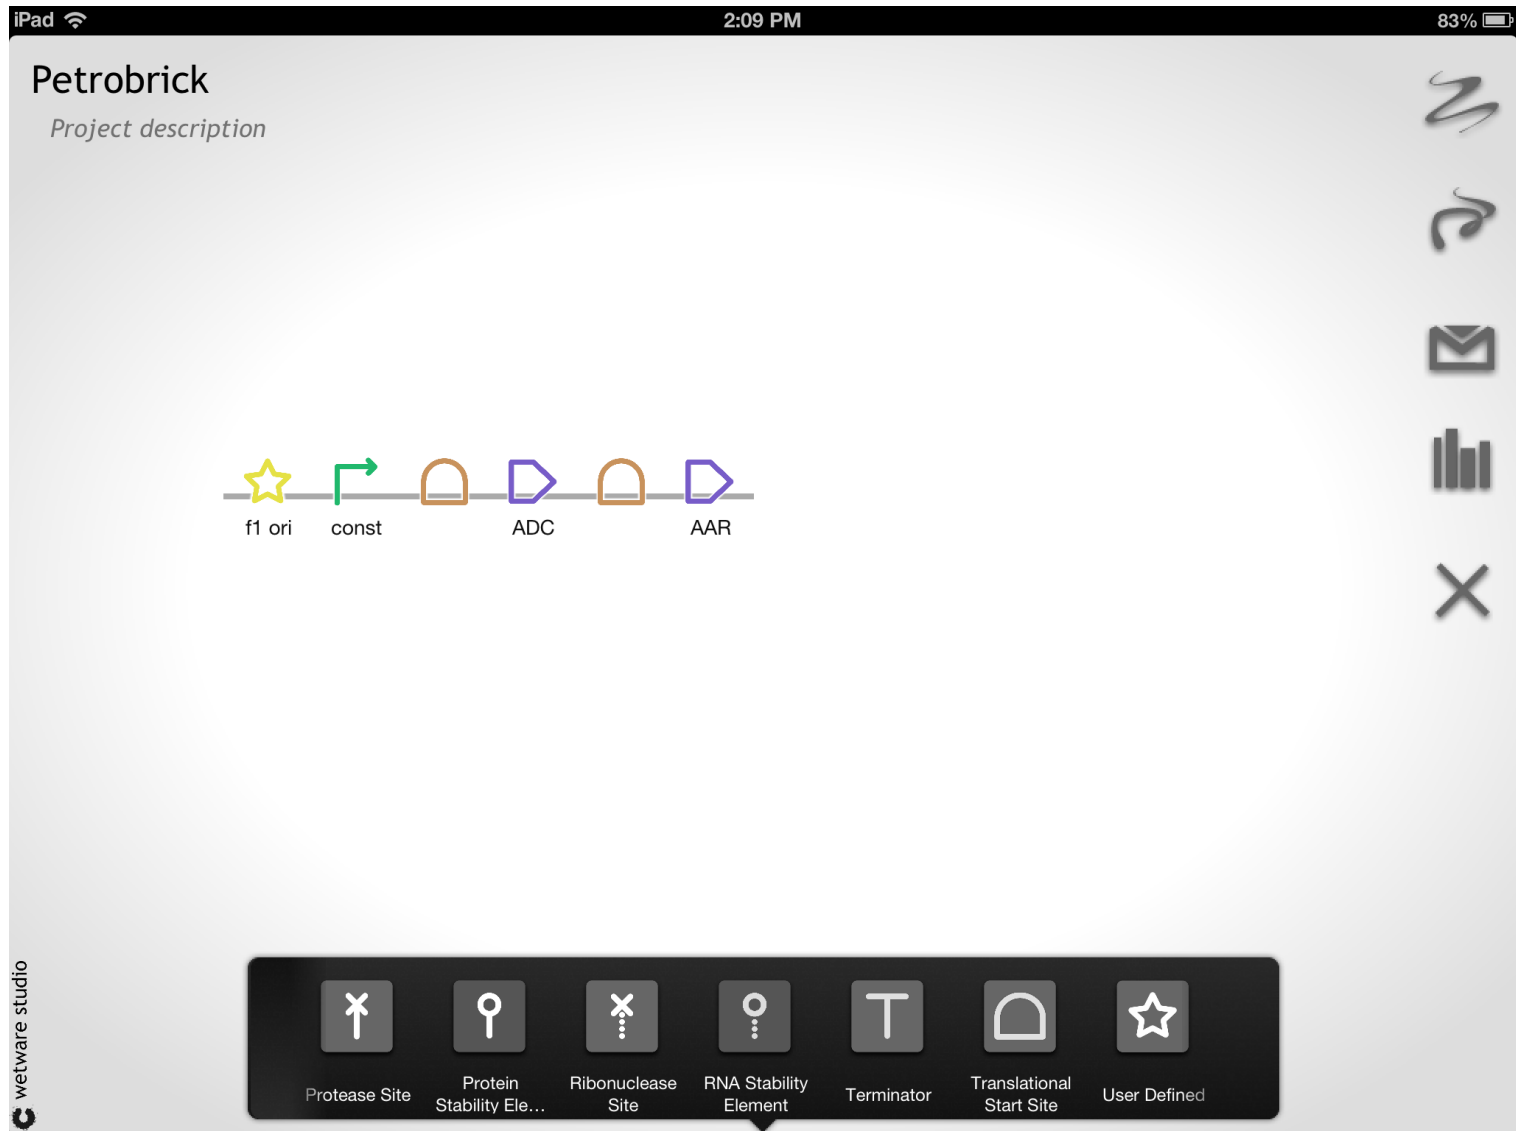 iPad 2:09 PM 83%
Petrobrick
Project description
f1 ori const ADC AAR
wetware studio
Protease Site
Protein
Stability Ele...
Ribonuclease
Site
RNA Stability
Element
Terminator
Translational
Start Site
User Defined